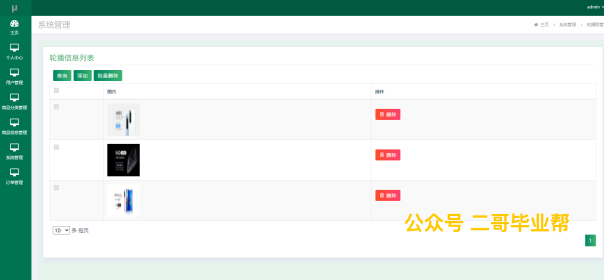 μ
admin
系统管理
主页 > 系统管理 > 轮播管理
主页
个人中心
用户管理
商品分类管理
商品信息管理
系统管理
订单管理
轮播信息列表
查询 添加 批量删除
图片 操作
删除
删除
删除
10 条 每页
1
公众号 二哥毕业帮